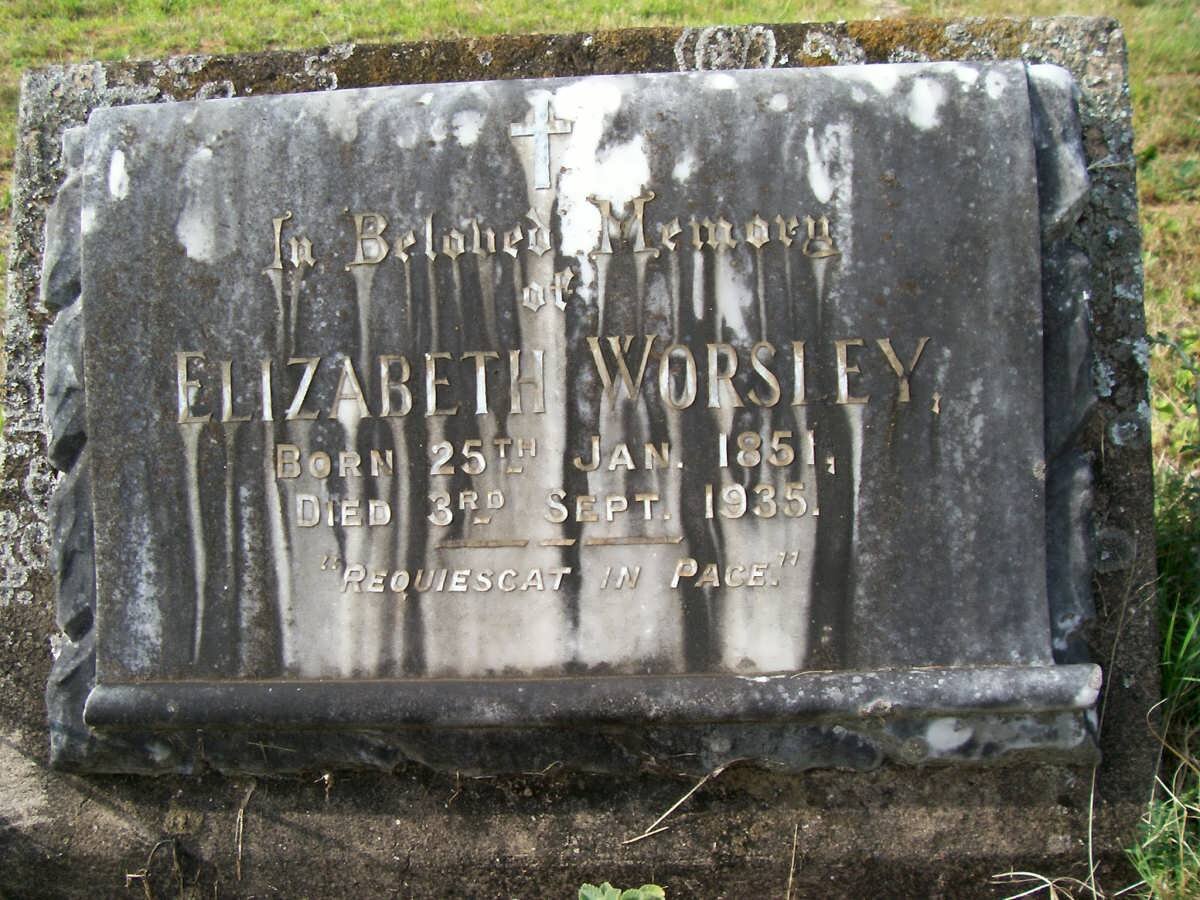 In Beloved Memory
of
ELIZABETH WORSLEY,
BORN 25TH JAN. 1851,
DIED 3RD SEPT. 1935.
"REQUIESCAT IN PACE."